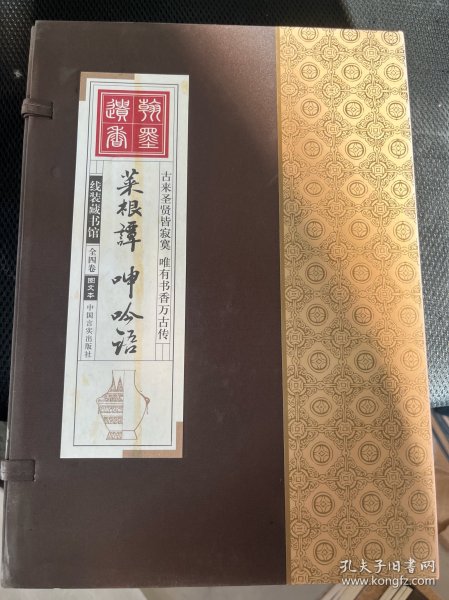 翰墨
遗香
古来圣贤皆寂寞 唯有书香万古传
菜根譚 呻吟语
线装藏书馆 全四卷 图文本 中国言实出版社
孔夫子旧书网
www.kongfz.com